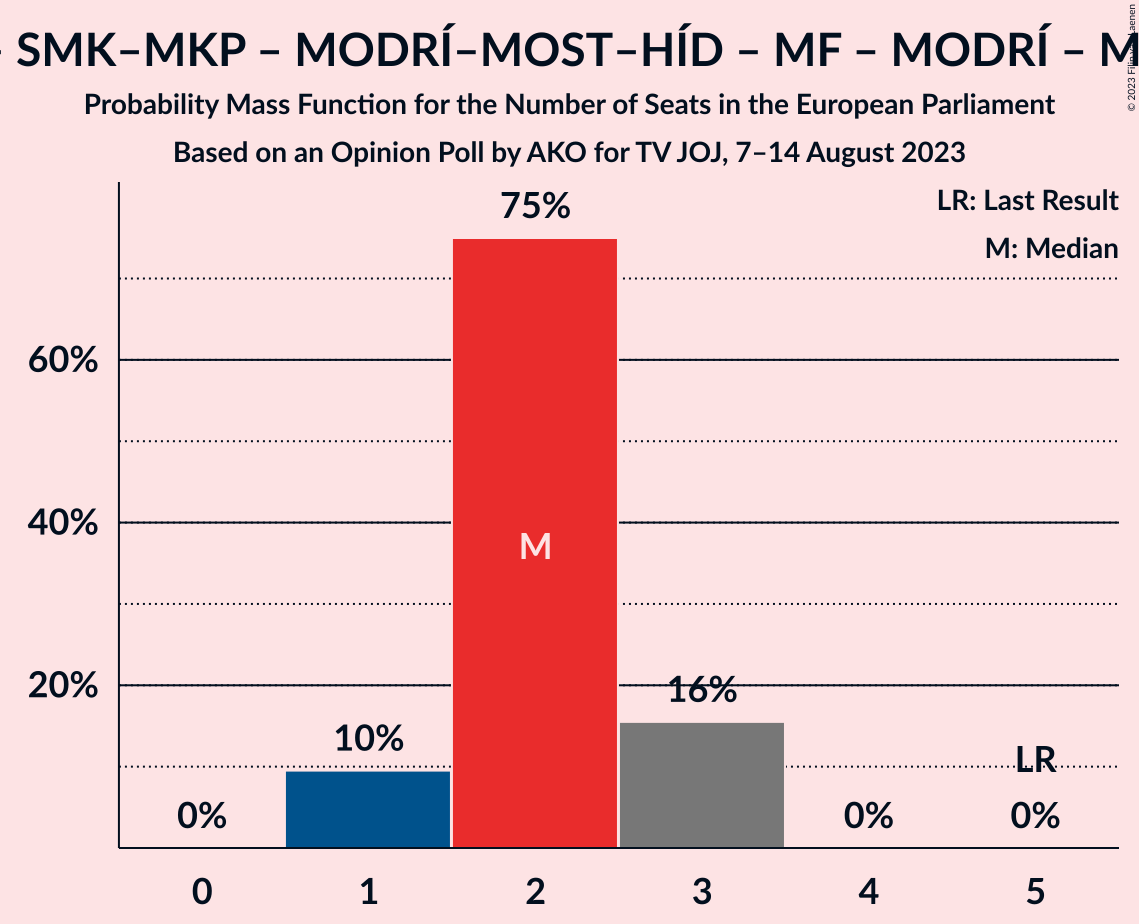 – SMK–MKP – MODRÍ–MOST–HÍD – MF – MODRÍ – M
Probability Mass Function for the Number of Seats in the European Parliament
Based on an Opinion Poll by AKO for TV JOJ, 7–14 August 2023
© 2023 Filip
LR: Last Result
M: Median
75%
60%
40%
M
20%
16%
10%
LR
0%
0%
0%
0
1
2
3
4
5